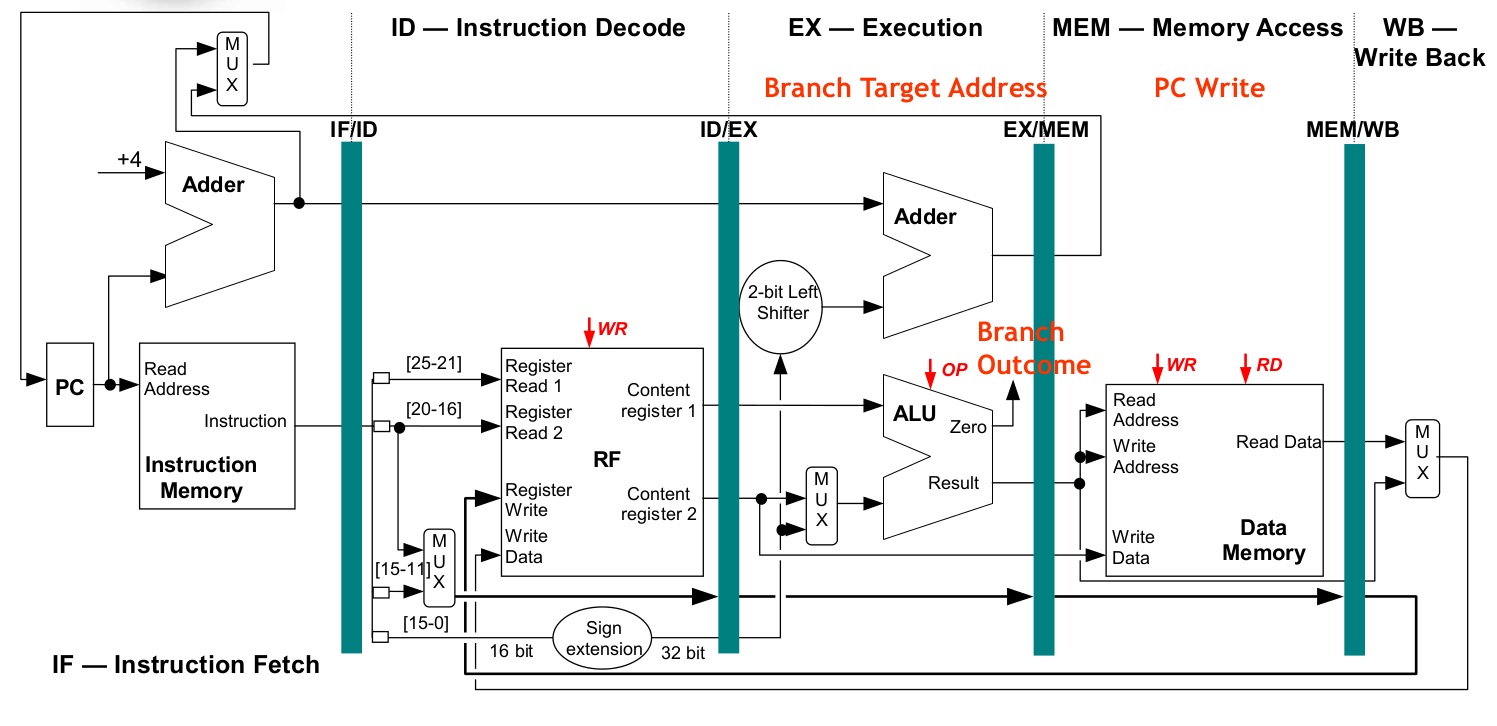 ID — Instruction Decode
EX — Execution
MEM — Memory Access
WB —
Write Back
Branch Target Address
PC Write
M
U
X
IF/ID
ID/EX
EX/MEM
MEM/WB
+4
Adder
Adder
2-bit Left
Shifter
Branch
Outcome
WR
OP
WR
RD
PC
Read
Address
Instruction
Instruction
Memory
[25-21]
[20-16]
[15-11]
[15-0]
M
U
X
Register
Read 1
Register
Read 2
RF
Register
Write
Write
Data
Content
register 1
Content
register 2
Sign
extension
16 bit
32 bit
M
U
X
ALU
Zero
Result
Read
Address
Write
Address
Write
Data
Read Data
Data
Memory
M
U
X
IF — Instruction Fetch